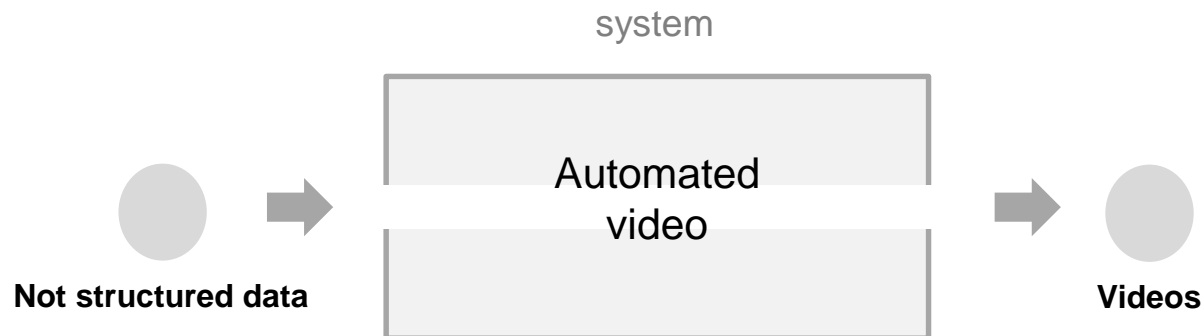 system
Automated
video
Not structured data
Videos